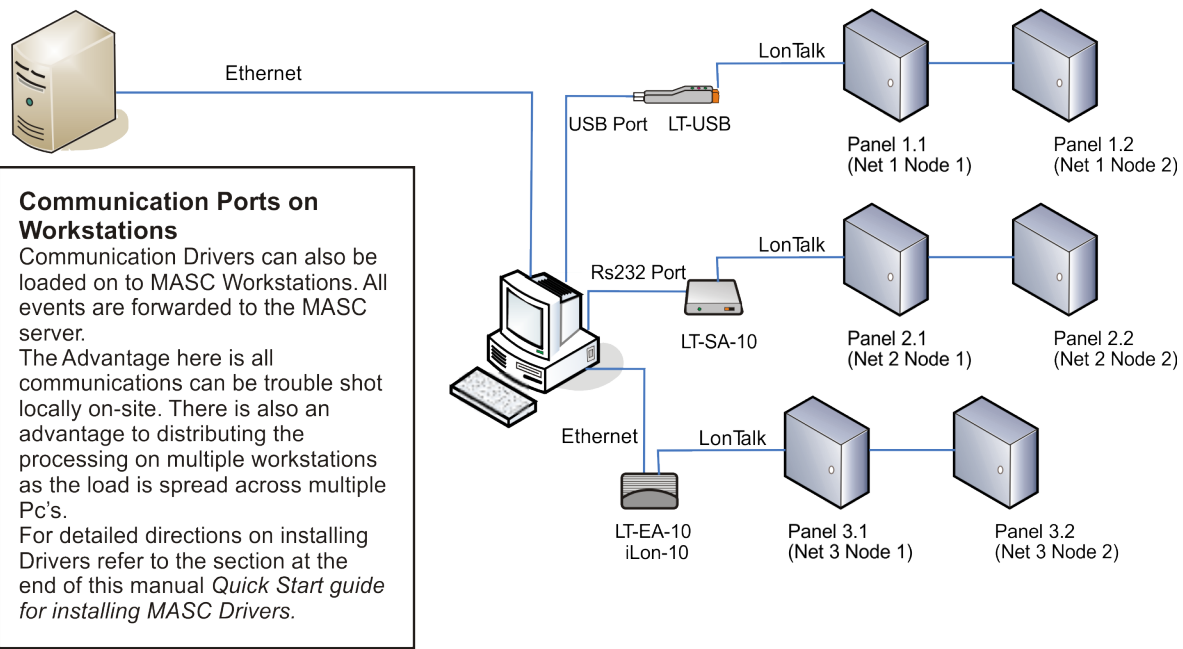 Ethernet
LonTalk
USB Port
LT-USB
Panel 1.1
(Net 1 Node 1)
Panel 1.2
(Net 1 Node 2)
Communication Ports on
Workstations
Communication Drivers can also be
loaded on to MASC Workstations. All
events are forwarded to the MASC
server.
The Advantage here is all
communications can be trouble shot
locally on-site. There is also an
advantage to distributing the
processing on multiple workstations
as the load is spread across multiple
Pc's.
For detailed directions on installing
Drivers refer to the section at the
end of this manual Quick Start guide
for installing MASC Drivers.
LonTalk
Rs232 Port
LT-SA-10
Panel 2.1
(Net 2 Node 1)
Panel 2.2
(Net 2 Node 2)
Ethernet
LonTalk
LT-EA-10
iLon-10
Panel 3.1
(Net 3 Node 1)
Panel 3.2
(Net 3 Node 2)